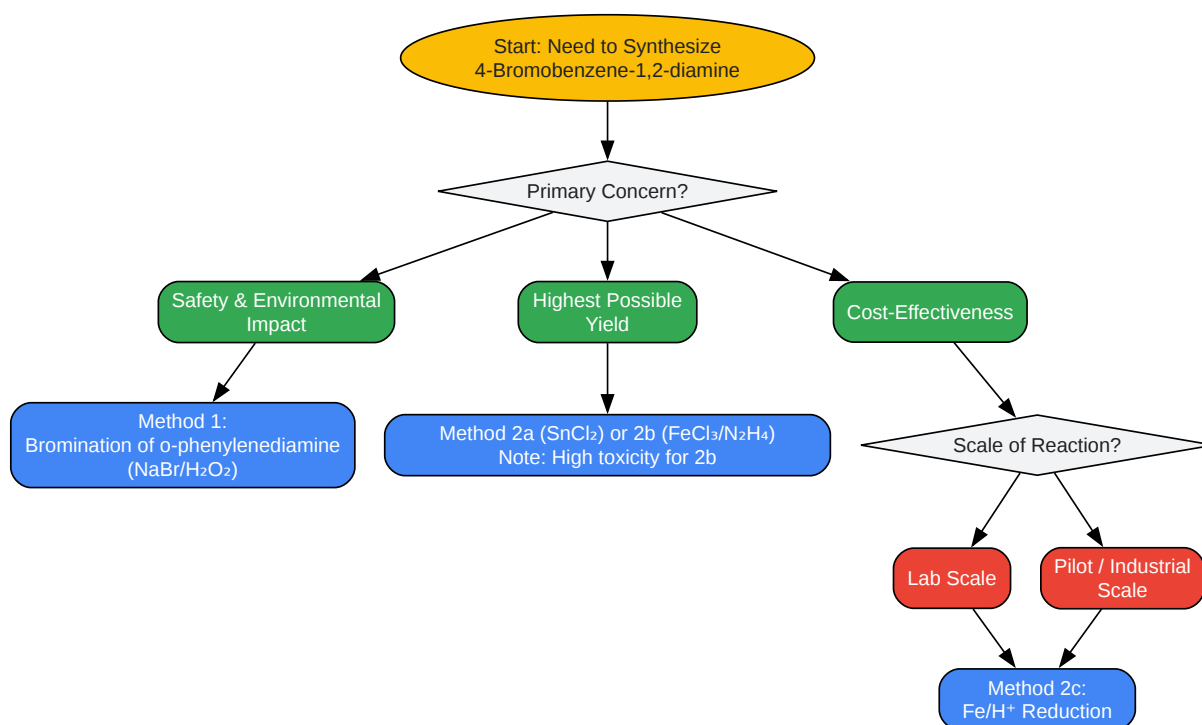 Start: Need to Synthesize
4-Bromobenzene-1,2-diamine
Primary Concern?
Safety & Environmental
Impact
Highest Possible
Yield
Cost-Effectiveness
Method 1:
Bromination of o-phenylenediamine
(NaBr/H₂O₂)
Method 2a (SnCl₂) or 2b (FeCl₃/N₂H₄)
Note: High toxicity for 2b
Scale of Reaction?
Lab Scale
Pilot / Industrial
Scale
Method 2c:
Fe/H⁺ Reduction